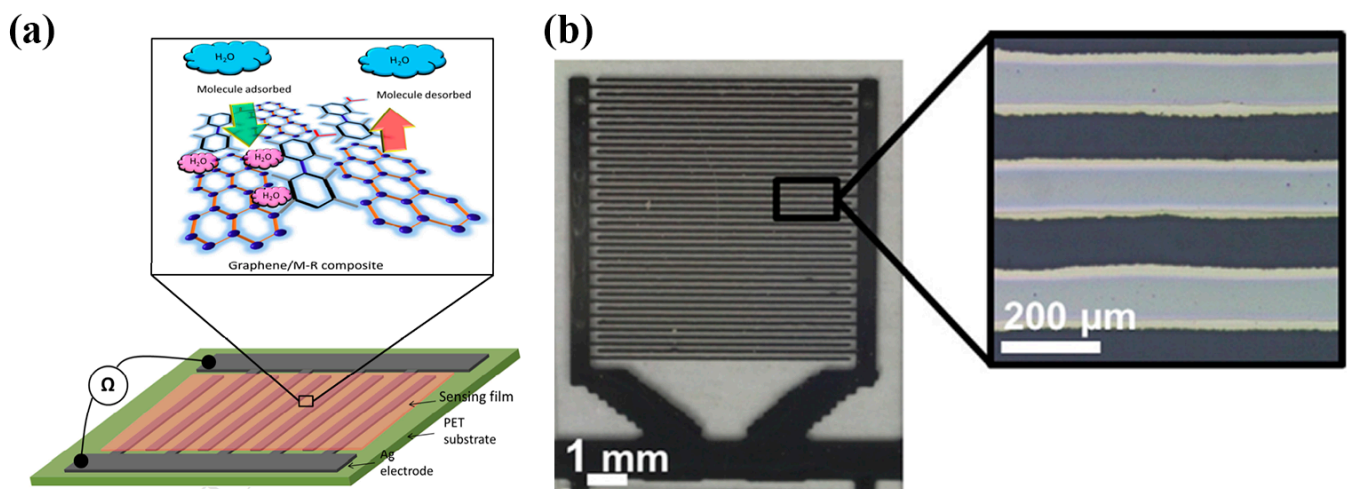 (a)
H₂O
H₂O
Molecule adsorbed
Molecule desorbed
H₂O
H₂O
H₂O
Graphene/M-R composite
Ω
Sensing film
PET
substrate
Ag
electrode
(b)
1 mm
200 μm